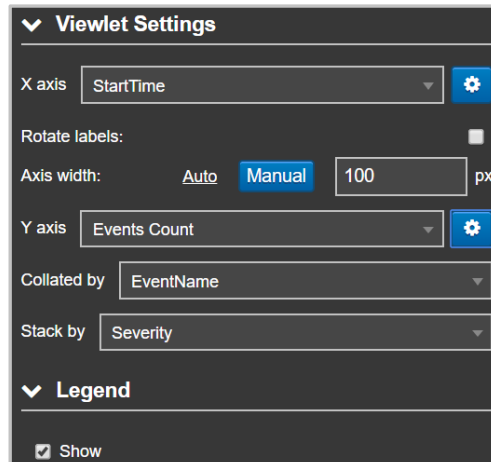 Viewlet Settings
X axis StartTime
Rotate labels:
Axis width: Auto Manual 100 px
Y axis Events Count
Collated by EventName
Stack by Severity
Legend
Show